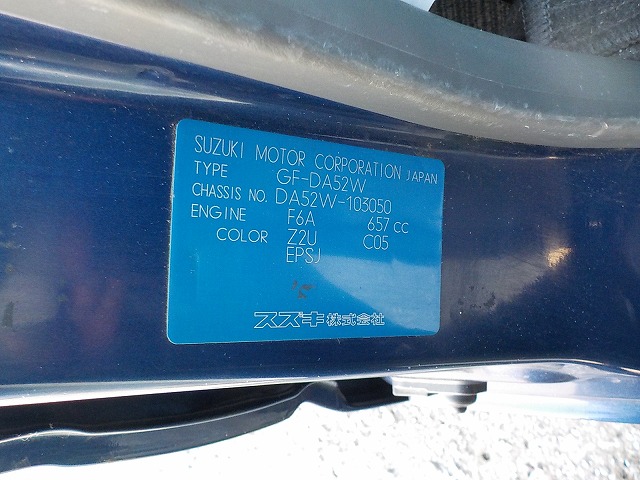 SUZUKI MOTOR CORPORATION JAPAN
TYPE GF-DA52W
CHASSIS NO. DA52W-103050
ENGINE F6A 657 cc
COLOR Z2U C05
EPSJ
スズキ株式会社